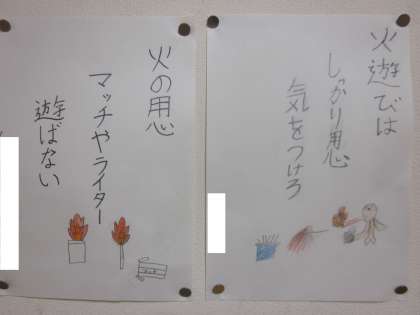 火遊びは
しっかり用心
気をつけろ
火の用心
マッチやライター
遊ばない